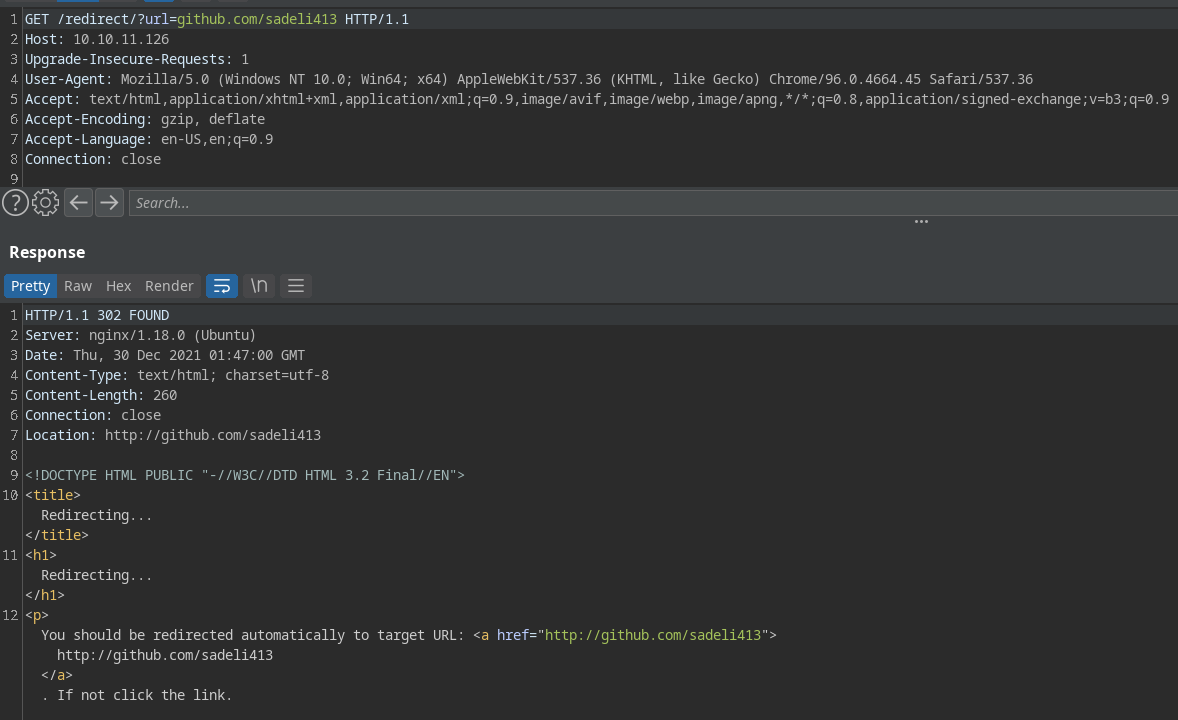 1 GET /redirect/?url=github.com/sadeli413 HTTP/1.1
2 Host: 10.10.11.126
3 Upgrade-Insecure-Requests: 1
4 User-Agent: Mozilla/5.0 (Windows NT 10.0; Win64; x64) AppleWebKit/537.36 (KHTML, like Gecko) Chrome/96.0.4664.45 Safari/537.36
5 Accept: text/html,application/xhtml+xml,application/xml;q=0.9,image/avif,image/webp,image/apng,*/*;q=0.8,application/signed-exchange;v=b3;q=0.9
6 Accept-Encoding: gzip, deflate
7 Accept-Language: en-US,en;q=0.9
8 Connection: close
9
? Search...
Response
Pretty Raw Hex Render \n
1 HTTP/1.1 302 FOUND
2 Server: nginx/1.18.0 (Ubuntu)
3 Date: Thu, 30 Dec 2021 01:47:00 GMT
4 Content-Type: text/html; charset=utf-8
5 Content-Length: 260
6 Connection: close
7 Location: http://github.com/sadeli413
8
9 <!DOCTYPE HTML PUBLIC "-//W3C//DTD HTML 3.2 Final//EN">
10 <title>
Redirecting...
</title>
11 <h1>
Redirecting...
</h1>
12 <p>
You should be redirected automatically to target URL: <a href="http://github.com/sadeli413">
http://github.com/sadeli413
</a>
. If not click the link.